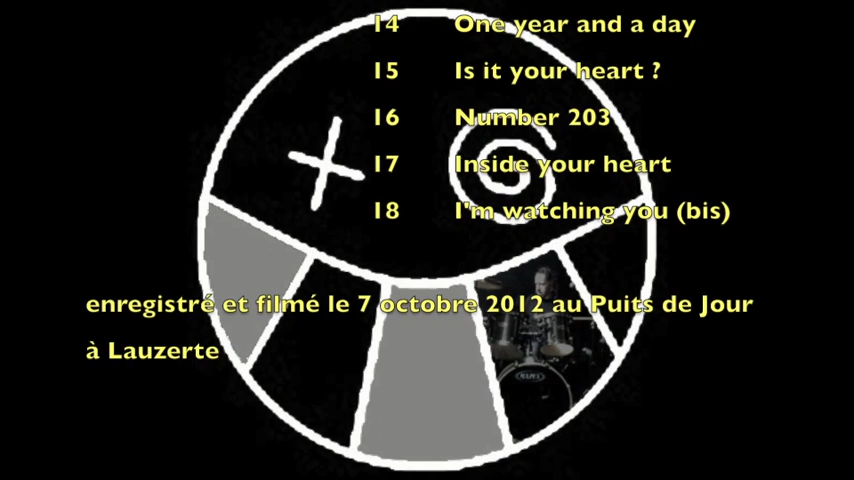 14 One year and a day
15 Is it your heart ?
16 Number 203
17 Inside your heart
18 I'm watching you (bis)
enregistré et filmé le 7 octobre 2012 au Puits de Jour
à Lauzerte